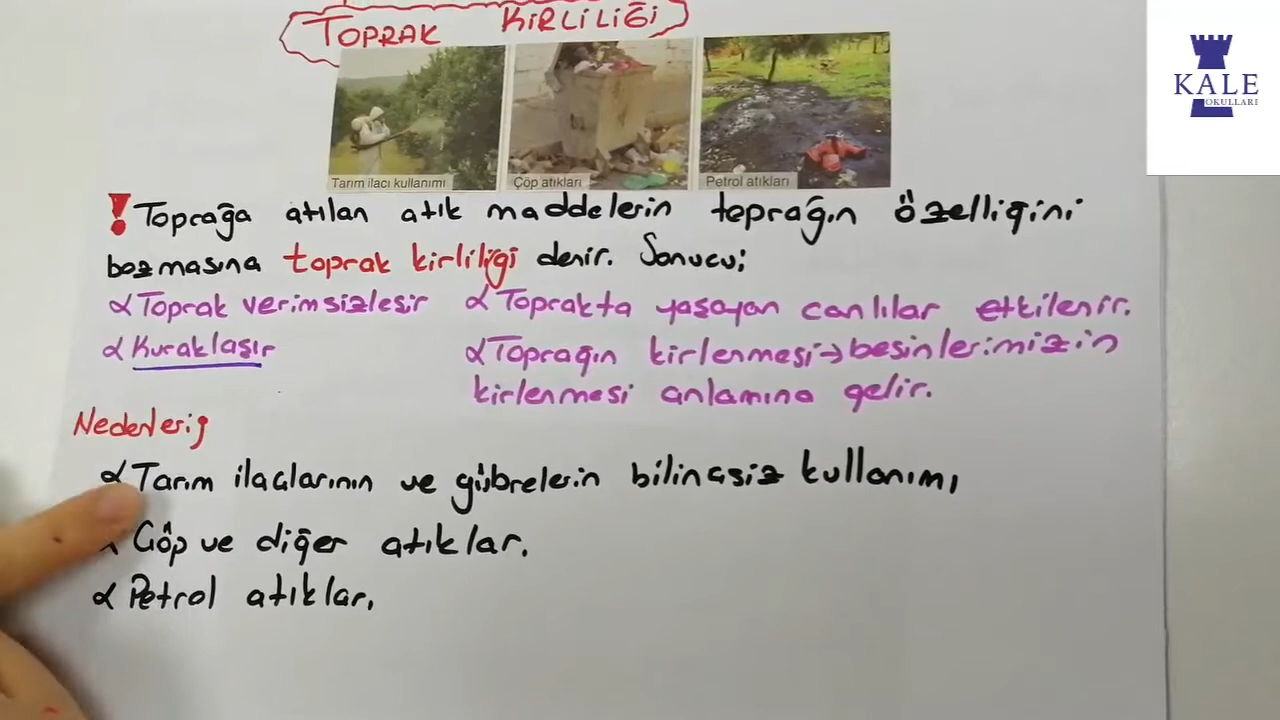 TOPRAK KİRLİLİĞİ
KALE
OKULLARI
Tarım ilacı kullanımı
Çöp atıkları
Petrol atıkları
! Toprağa atılan atık maddelerin toprağın özelliğini
bozmasına toprak kirliliği denir. Sonucu;
α Toprak verimsizleşir
α Toprakta yaşayan canlılar etkilenir.
α Kuraklaşır
α Toprağın kirlenmesi→besinlerimizin
kirlenmesi anlamına gelir.
Nedenleri;
α Tarım ilaçlarının ve gübrelerin bilinçsiz kullanımı,
α Çöp ve diğer atıklar.
α Petrol atıkları,